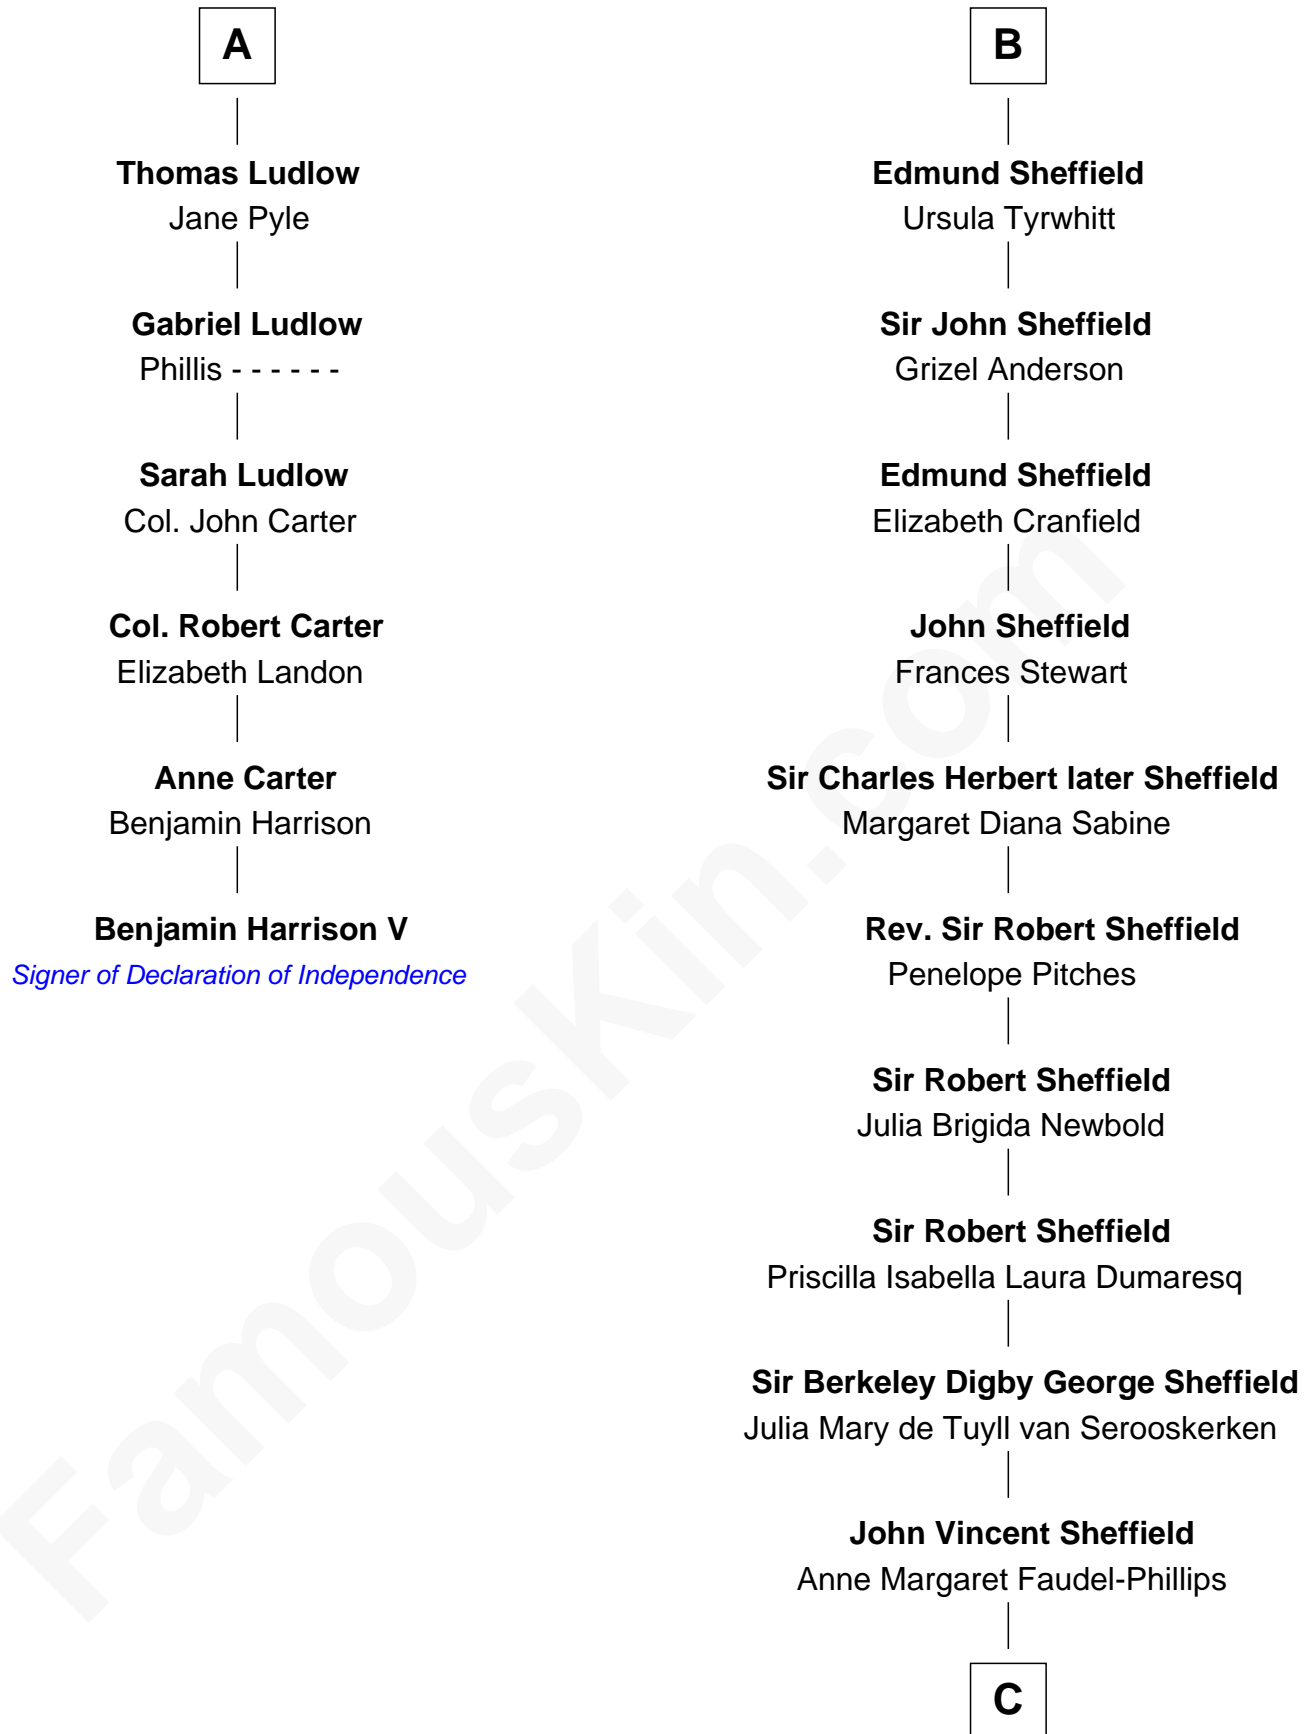 A
Thomas Ludlow
Jane Pyle
Gabriel Ludlow
Phillis - - - - - -
Sarah Ludlow
Col. John Carter
Col. Robert Carter
Elizabeth Landon
Anne Carter
Benjamin Harrison
Benjamin Harrison V
Signer of Declaration of Independence
B
Edmund Sheffield
Ursula Tyrwhitt
Sir John Sheffield
Grizel Anderson
Edmund Sheffield
Elizabeth Cranfield
John Sheffield
Frances Stewart
Sir Charles Herbert later Sheffield
Margaret Diana Sabine
Rev. Sir Robert Sheffield
Penelope Pitches
Sir Robert Sheffield
Julia Brigida Newbold
Sir Robert Sheffield
Priscilla Isabella Laura Dumaresq
Sir Berkeley Digby George Sheffield
Julia Mary de Tuyll van Serooskerken
John Vincent Sheffield
Anne Margaret Faudel-Phillips
C
FamousKin.com